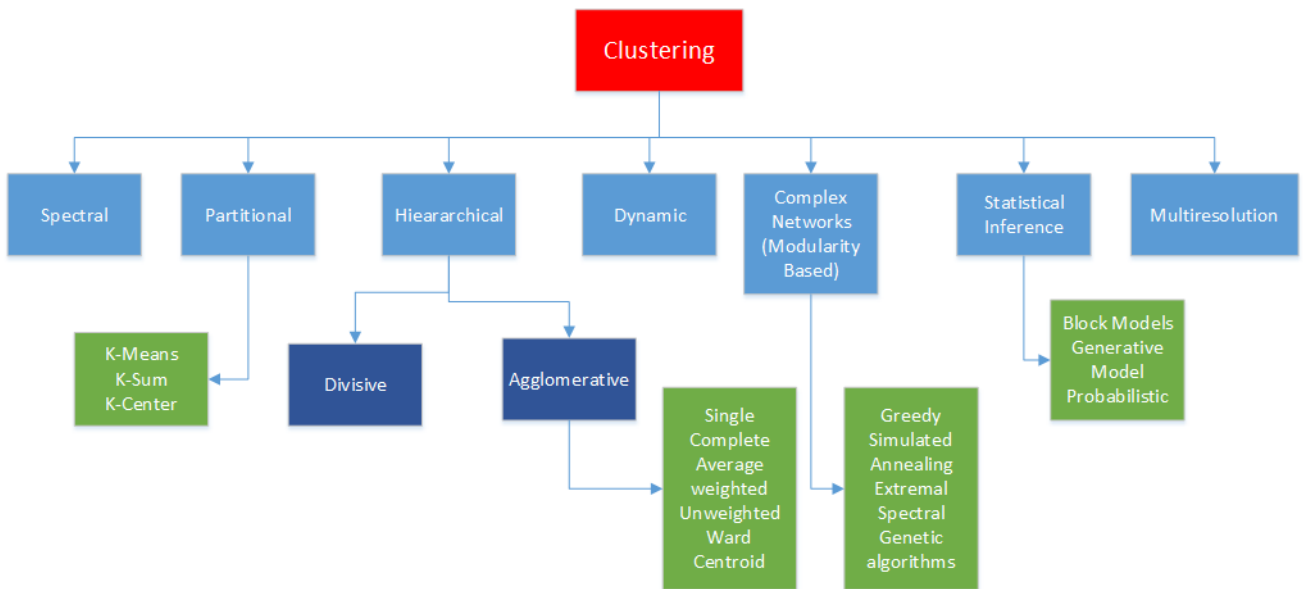 Clustering
Spectral
Partitional
Hieararchical
Dynamic
Complex
Networks
(Modularity
Based)
Statistical
Inference
Multiresolution
K-Means
K-Sum
K-Center
Divisive
Agglomerative
Single
Complete
Average
weighted
Unweighted
Ward
Centroid
Greedy
Simulated
Annealing
Extremal
Spectral
Genetic
algorithms
Block Models
Generative
Model
Probabilistic